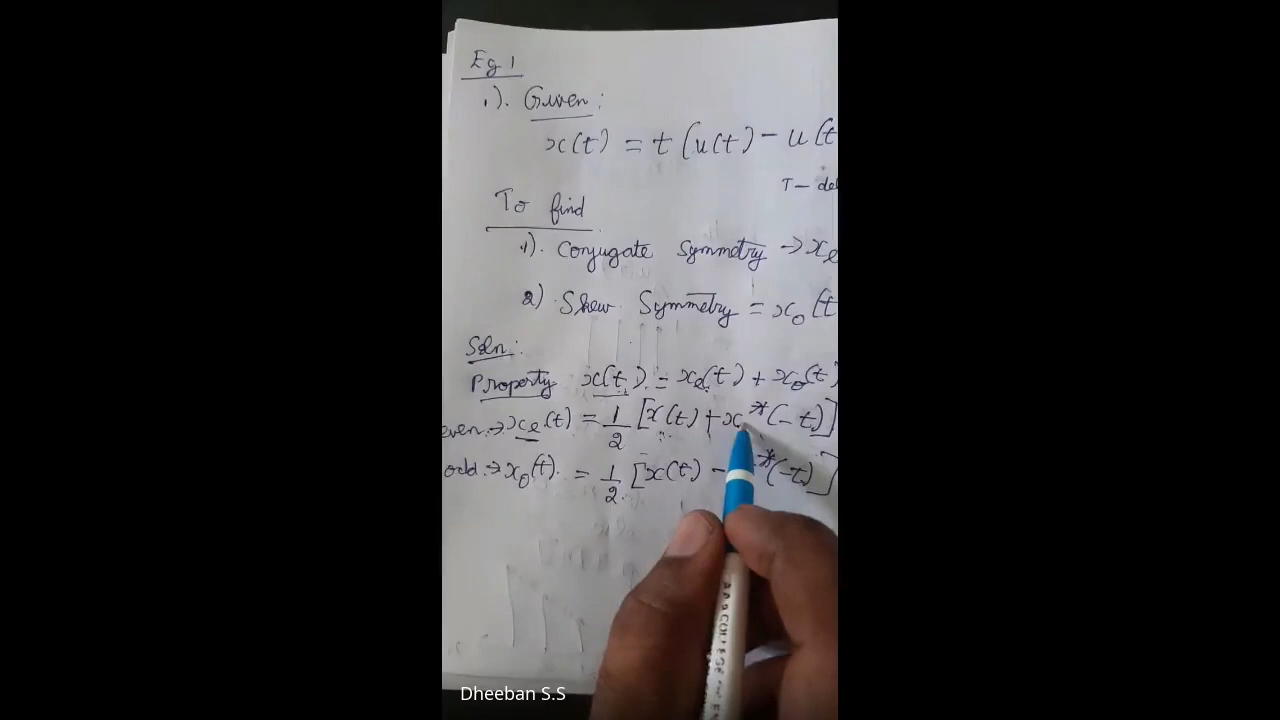 Eg 1
1). Given:
x(t) = t (u(t) - u(t
T - de
To find
1). Conjugate Symmetry → xe
2) Skew Symmetry = xo(t
Soln:
Property x(t) = xe(t) + xo(t)
even → xe(t) = 1/2 [x(t) + x*(-t)]
odd → xo(t) = 1/2 [x(t) - *(-t)]
Dheeban S.S